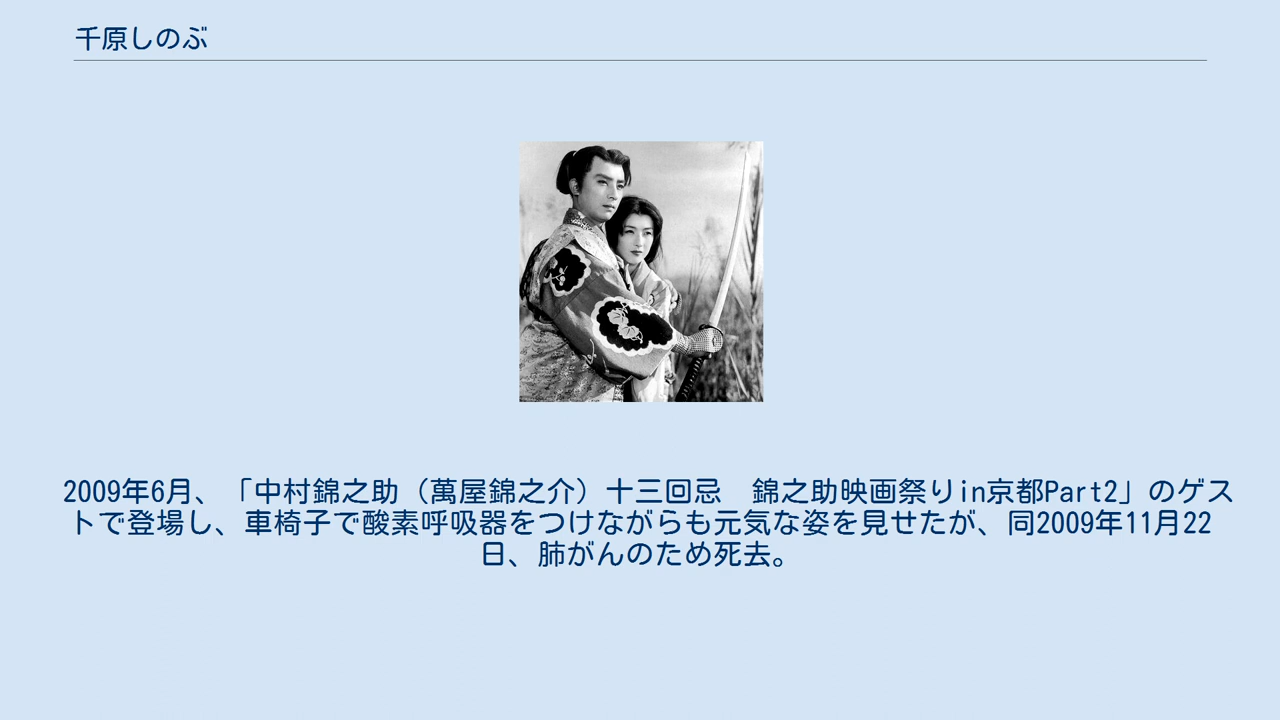 千原しのぶ
2009年6月、「中村錦之助（萬屋錦之介）十三回忌　錦之助映画祭りin京都Part2」のゲス
トで登場し、車椅子で酸素呼吸器をつけながらも元気な姿を見せたが、同2009年11月22
日、肺がんのため死去。